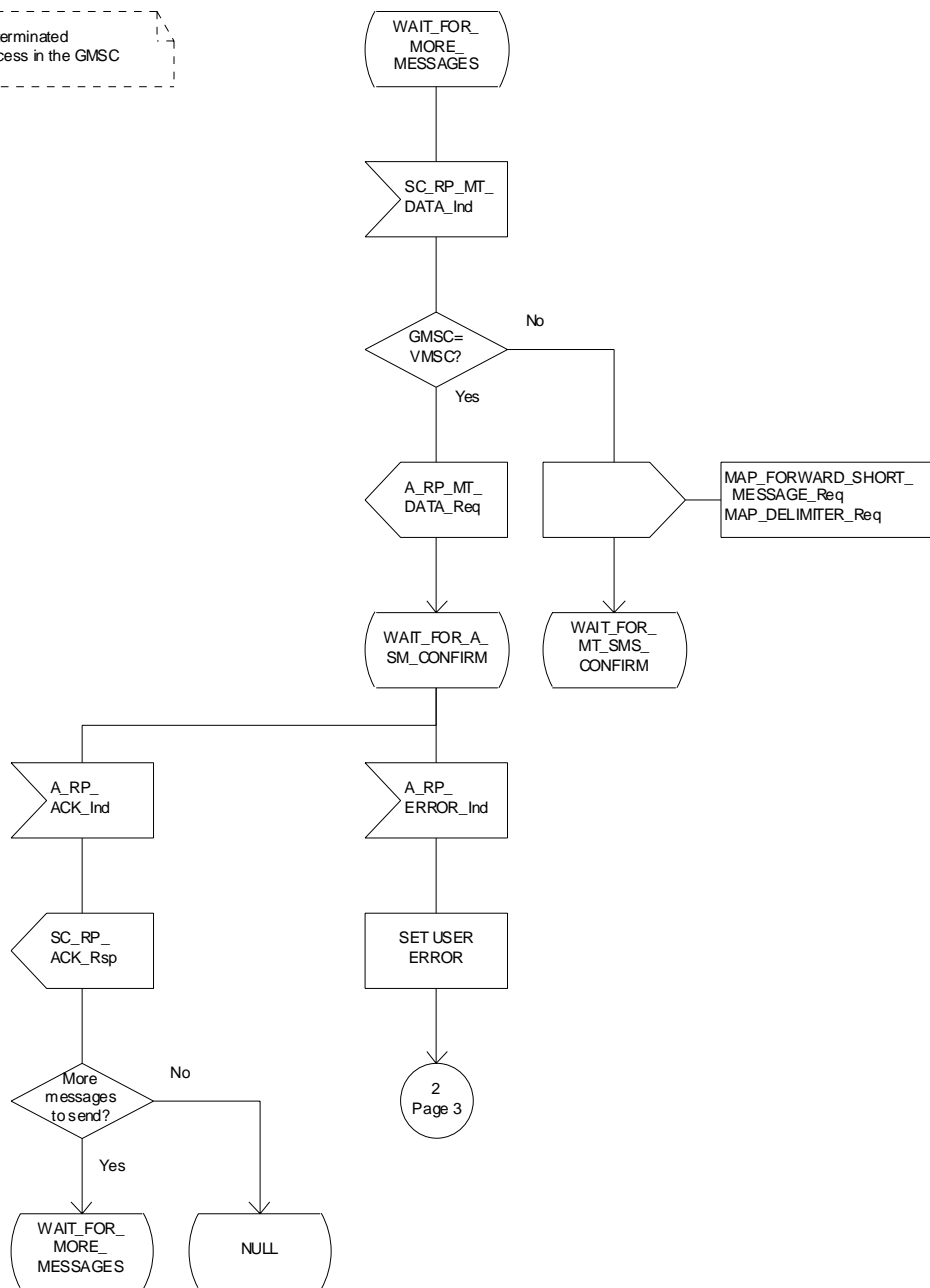 erminated
cess in the GMSC
WAIT_FOR_
MORE_
MESSAGES
SC_RP_MT_
DATA_Ind
GMSC=
VMSC?
No
Yes
A_RP_MT_
DATA_Req
MAP_FORWARD_SHORT_
MESSAGE_Req
MAP_DELIMITER_Req
WAIT_FOR_A_
SM_CONFIRM
WAIT_FOR_
MT_SMS_
CONFIRM
A_RP_
ACK_Ind
A_RP_
ERROR_Ind
SC_RP_
ACK_Rsp
SET USER
ERROR
More
messages
to send?
No
Yes
2
Page 3
WAIT_FOR_
MORE_
MESSAGES
NULL